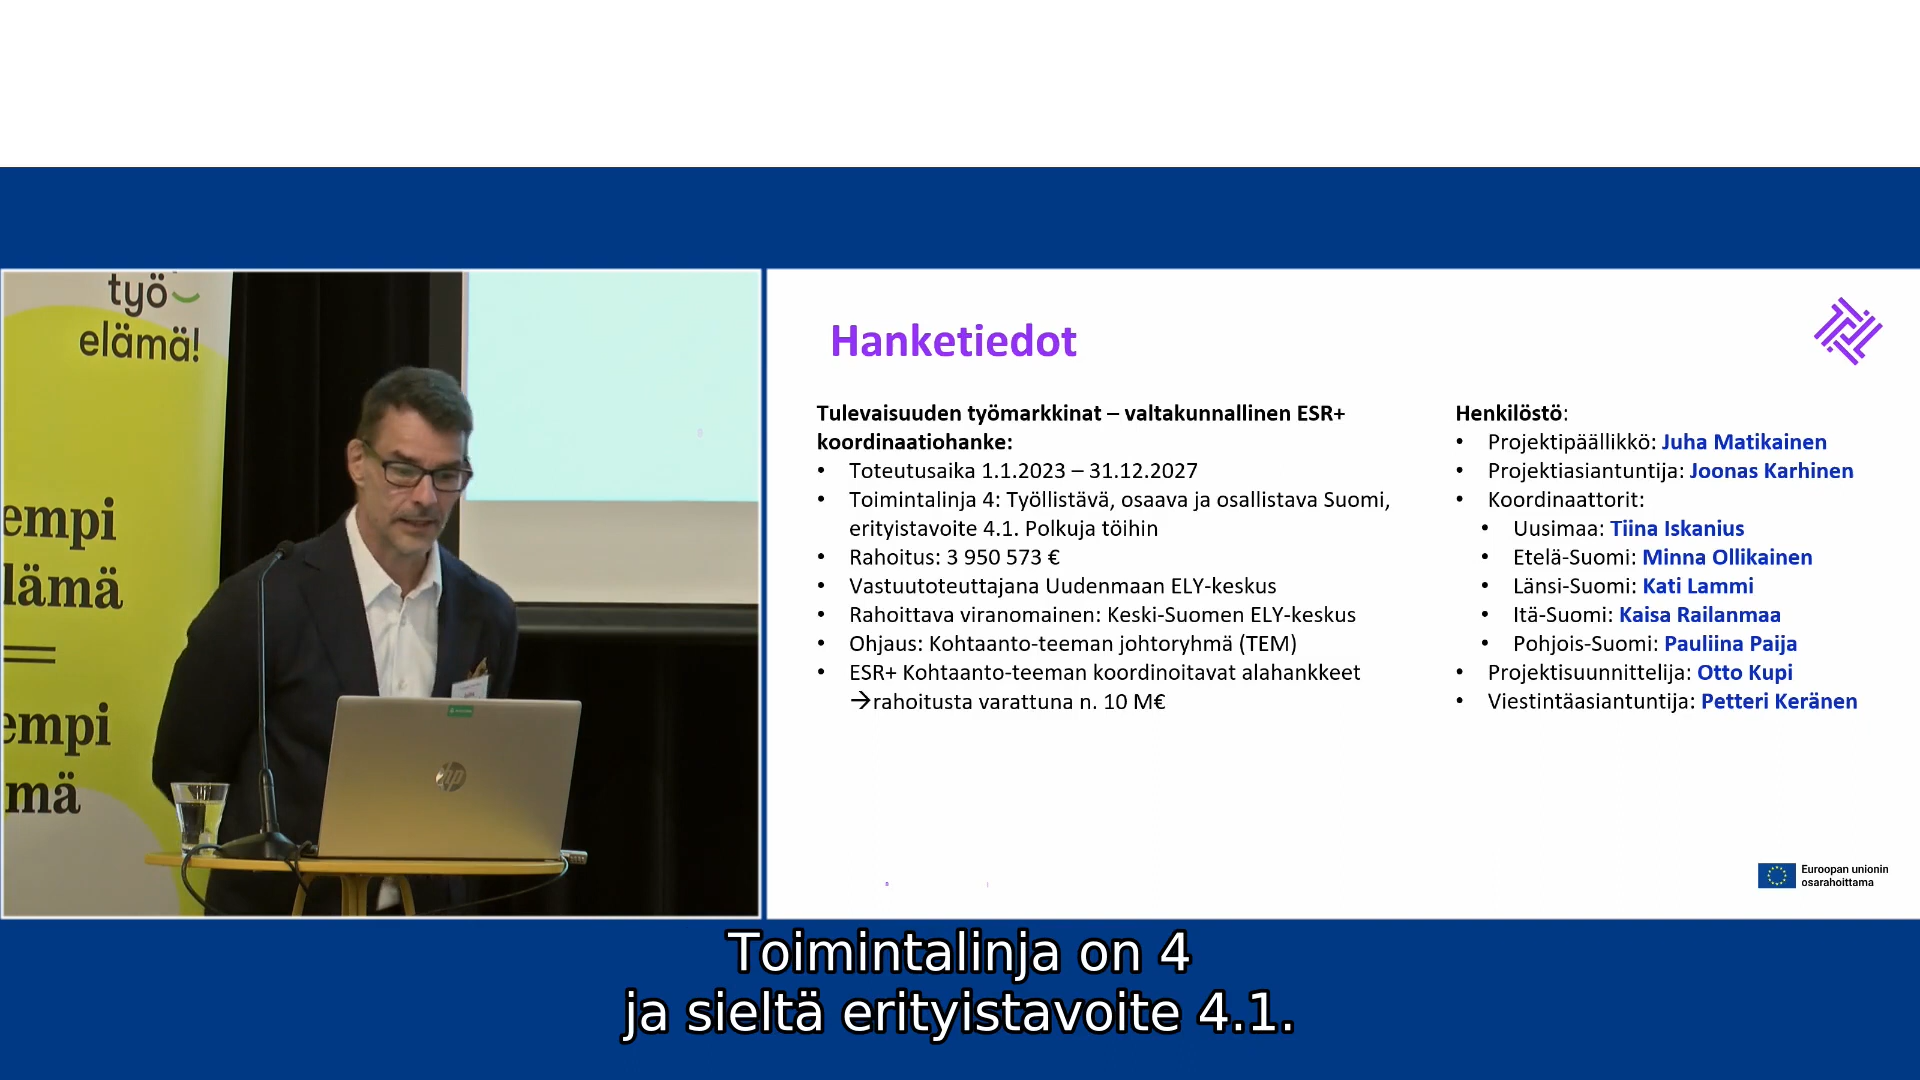 työ
elämä!
empi
lämä
empi
mä
hp
Hanketiedot
Tulevaisuuden työmarkkinat – valtakunnallinen ESR+
koordinaatiohanke:
• Toteutusaika 1.1.2023 – 31.12.2027
• Toimintalinja 4: Työllistävä, osaava ja osallistava Suomi,
erityistavoite 4.1. Polkuja töihin
• Rahoitus: 3 950 573 €
• Vastuutoteuttajana Uudenmaan ELY-keskus
• Rahoittava viranomainen: Keski-Suomen ELY-keskus
• Ohjaus: Kohtaanto-teeman johtoryhmä (TEM)
• ESR+ Kohtaanto-teeman koordinoitavat alahankkeet
→rahoitusta varattuna n. 10 M€
Henkilöstö:
• Projektipäällikkö: Juha Matikainen
• Projektiasiantuntija: Joonas Karhinen
• Koordinaattorit:
• Uusimaa: Tiina Iskanius
• Etelä-Suomi: Minna Ollikainen
• Länsi-Suomi: Kati Lammi
• Itä-Suomi: Kaisa Railanmaa
• Pohjois-Suomi: Pauliina Paija
• Projektisuunnittelija: Otto Kupi
• Viestintäasiantuntija: Petteri Keränen
Euroopan unionin
osarahoittama
Toimintalinja on 4
ja sieltä erityistavoite 4.1.